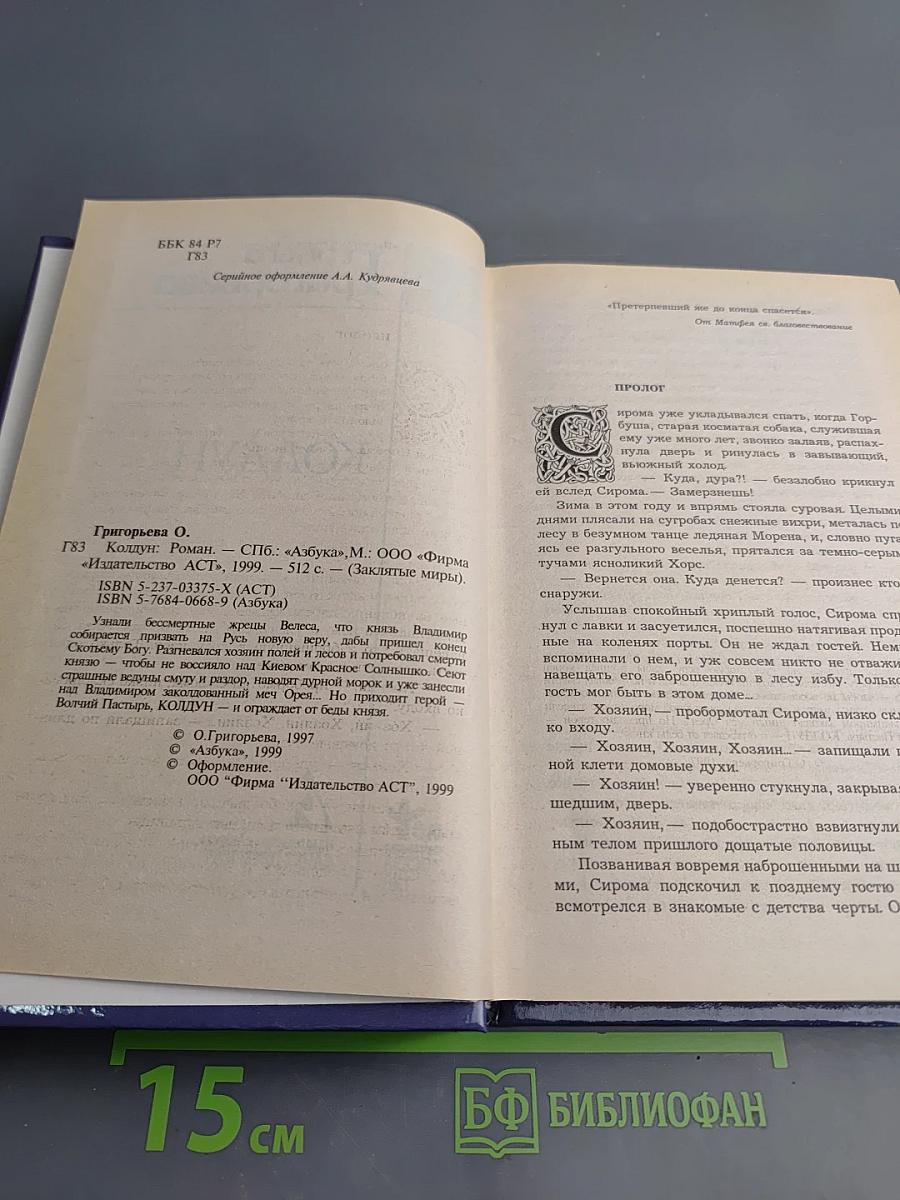 ББК 84 Р7
Г83
Серийное оформление А.А. Кудрявцева
Григорьева О.
Г83 Колдун: Роман. — СПб.: «Азбука», М.: ООО «Фирма
«Издательство АСТ», 1999. — 512 с. — (Заклятые миры).
ISBN 5-237-03375-X (АСТ)
ISBN 5-7684-0668-9 (Азбука)
Узнали бессмертные жрецы Велеса, что князь Владимир
собирается призвать на Русь новую веру, дабы пришел конец
Скотьему Богу. Разгневался хозяин полей и лесов и потребовал смерти
князю — чтобы не воссияло над Киевом Красное Солнышко. Сеют
страшные ведуны смуту и раздор, наводят дурной морок и уже занесли
над Владимиром заколдованный меч Орея... Но приходит герой —
Волчий Пастырь, КОЛДУН — и ограждает от беды князя.
© О.Григорьева, 1997
© «Азбука», 1999
© Оформление.
ООО “Фирма “Издательство АСТ”, 1999
«Претерпевший же до конца спасется».
От Матфея св. благовествование
ПРОЛОГ
Сирома уже укладывался спать, когда Гор-
буша, старая косматая собака, служившая
ему уже много лет, звонко залаяв, распах-
нула дверь и ринулась в завывающий,
вьюжный холод.
— Куда, дура?! — беззлобно крикнул
ей вслед Сирома. — Замерзнешь!
Зима в этом году и впрямь стояла суровая. Целыми
днями плясали на сугробах снежные вихри, металась по
лесу в безумном танце ледяная Морена, и, словно пуга
ясь ее разгульного веселья, прятался за темно-серым
тучами ясноликий Хорс.
— Вернется она. Куда денется? — произнес кто
снаружи.
Услышав спокойный хриплый голос, Сирома спр
нул с лавки и засуетился, поспешно натягивая прод
ные на коленях порты. Он не ждал гостей. Нем
вспоминали о нем, и уж совсем никто не отважи
навещать его заброшенную в лесу избу. Только
гость мог быть в этом доме...
— Хозяин, — пробормотал Сирома, низко скл
ко входу.
— Хозяин, Хозяин, Хозяин... — запищали
ной клети домовые духи.
— Хозяин! — уверенно стукнула, закрывая
шедшим, дверь.
— Хозяин, — подобострастно взвизгнули
ным телом пришлого дощатые половицы.
Позванивая вовремя наброшенными на ш
ми, Сирома подскочил к позднему гостю
всмотрелся в знакомые с детства черты. О
15 см
БФ БИБЛИОФАН